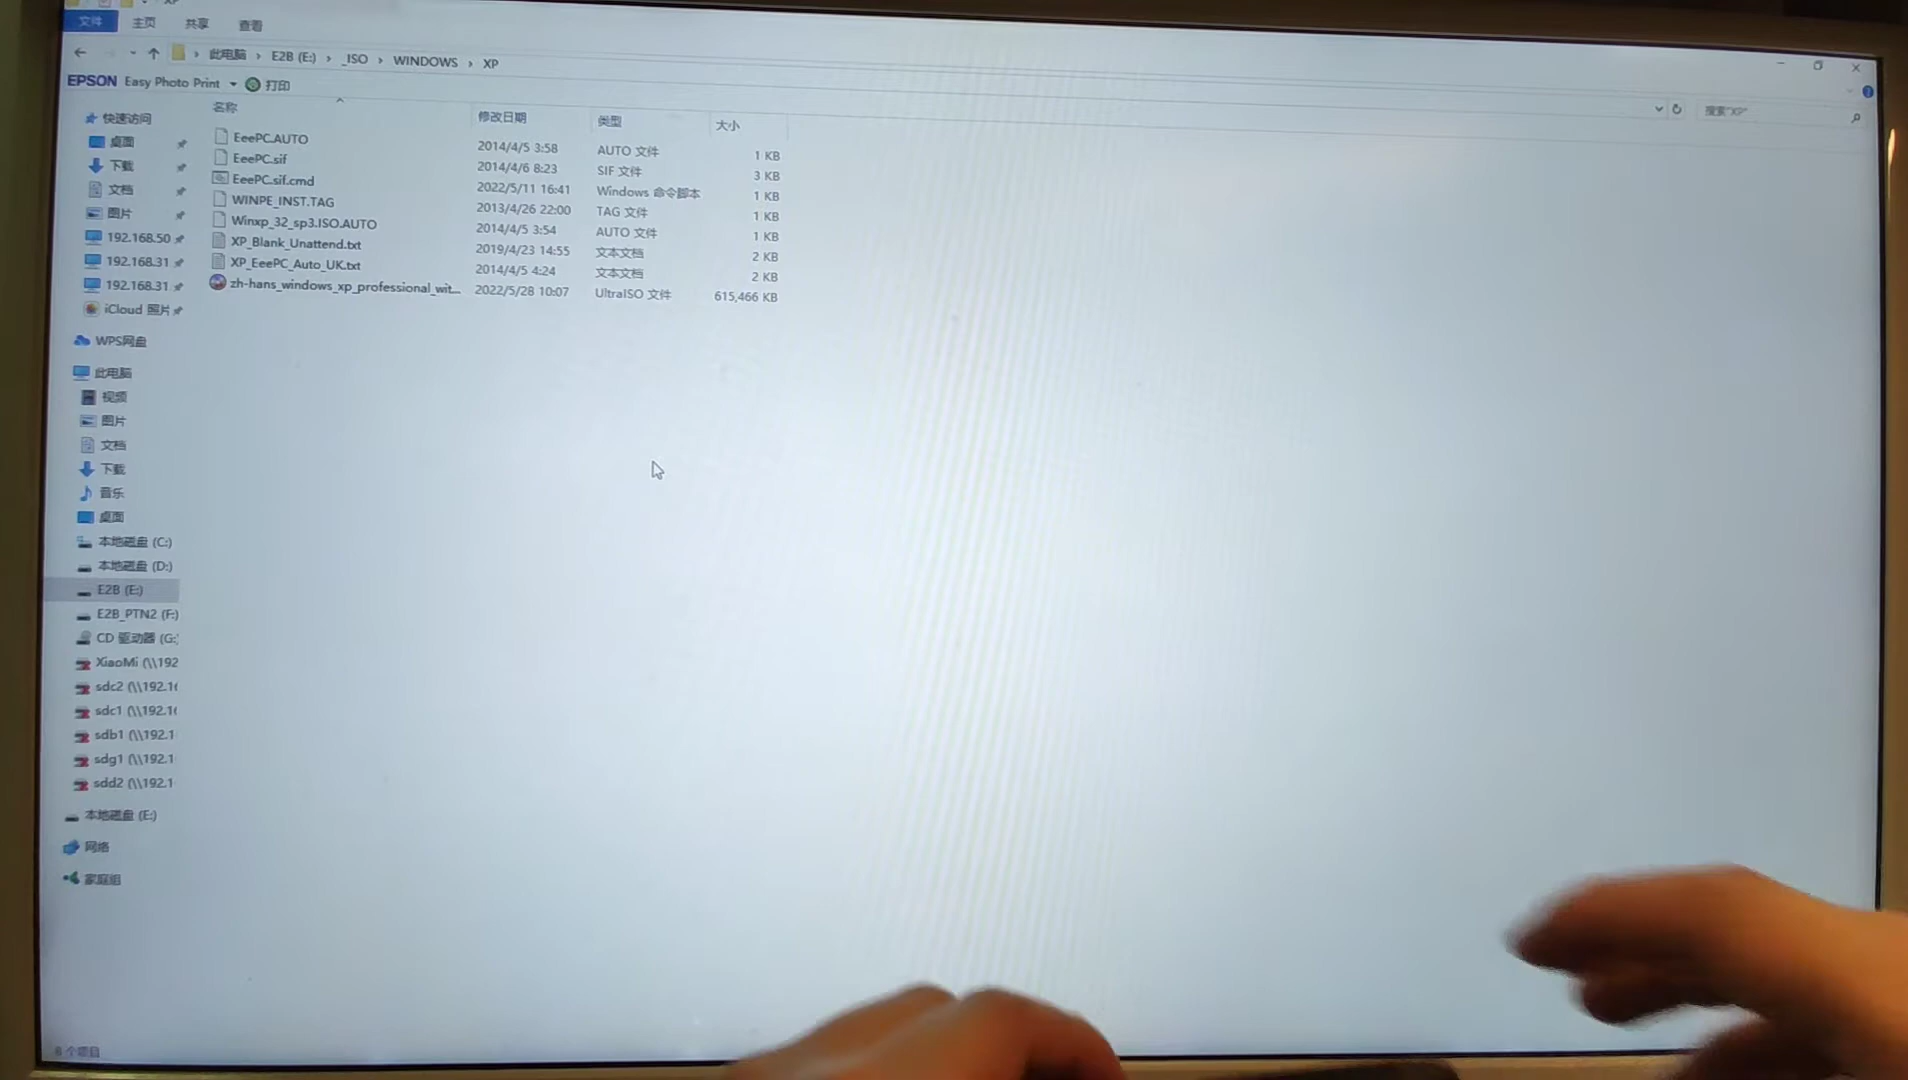 XP
文件 主页 共享 查看
此电脑 › E2B (E:) › _ISO › WINDOWS › XP
搜索"XP"
EPSON Easy Photo Print 打印
名称 修改日期 类型 大小
EeePC.AUTO 2014/4/5 3:58 AUTO 文件 1 KB
EeePC.sif 2014/4/6 8:23 SIF 文件 3 KB
EeePC.sif.cmd 2022/5/11 16:41 Windows 命令脚本 1 KB
WINPE_INST.TAG 2013/4/26 22:00 TAG 文件 1 KB
Winxp_32_sp3.ISO.AUTO 2014/4/5 3:54 AUTO 文件 1 KB
XP_Blank_Unattend.txt 2019/4/23 14:55 文本文档 2 KB
XP_EeePC_Auto_UK.txt 2014/4/5 4:24 文本文档 2 KB
zh-hans_windows_xp_professional_wit... 2022/5/28 10:07 UltraISO 文件 615,466 KB
快速访问
桌面
下载
文档
图片
192.168.50
192.168.31
192.168.31
iCloud 照片
WPS网盘
此电脑
视频
图片
文档
下载
音乐
桌面
本地磁盘 (C:)
本地磁盘 (D:)
E2B (E:)
E2B_PTN2 (F:)
CD 驱动器 (G:
XiaoMi (\\192
sdc2 (\\192.16
sdc1 (\\192.16
sdb1 (\\192.1
sdg1 (\\192.1
sdd2 (\\192.1
本地磁盘 (E:)
网络
家庭组
8 个项目